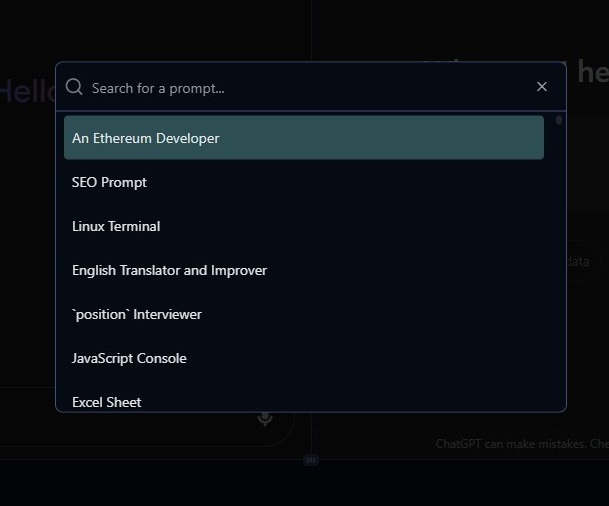 Hello
he
Search for a prompt...
An Ethereum Developer
SEO Prompt
Linux Terminal
English Translator and Improver
data
`position` Interviewer
JavaScript Console
Excel Sheet
ChatGPT can make mistakes. Che